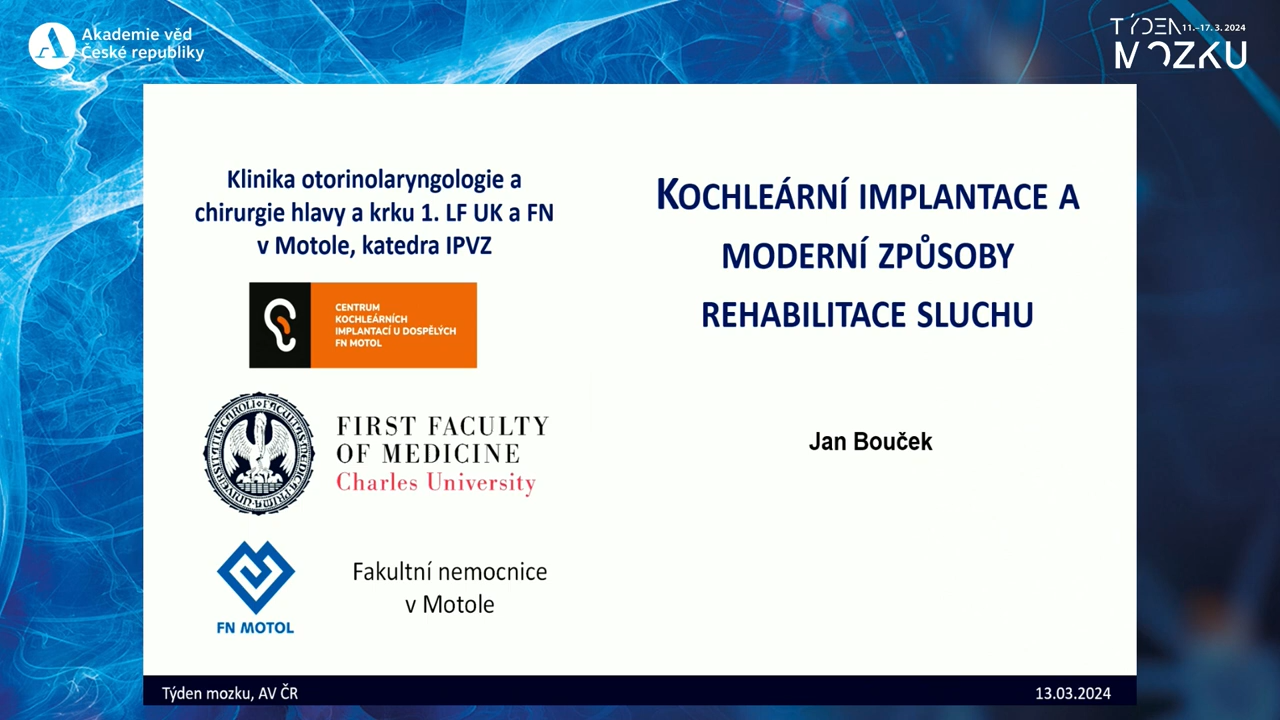 Akademie věd
České republiky
TÝDEN 11.–17. 3. 2024
MOZKU
Klinika otorinolaryngologie a
chirurgie hlavy a krku 1. LF UK a FN
v Motole, katedra IPVZ
CENTRUM
KOCHLEÁRNÍCH
IMPLANTACÍ U DOSPĚLÝCH
FN MOTOL
FIRST FACULTY
OF MEDICINE
Charles University
FN MOTOL
Fakultní nemocnice
v Motole
KOCHLEÁRNÍ IMPLANTACE A
MODERNÍ ZPŮSOBY
REHABILITACE SLUCHU
Jan Bouček
Týden mozku, AV ČR
13.03.2024